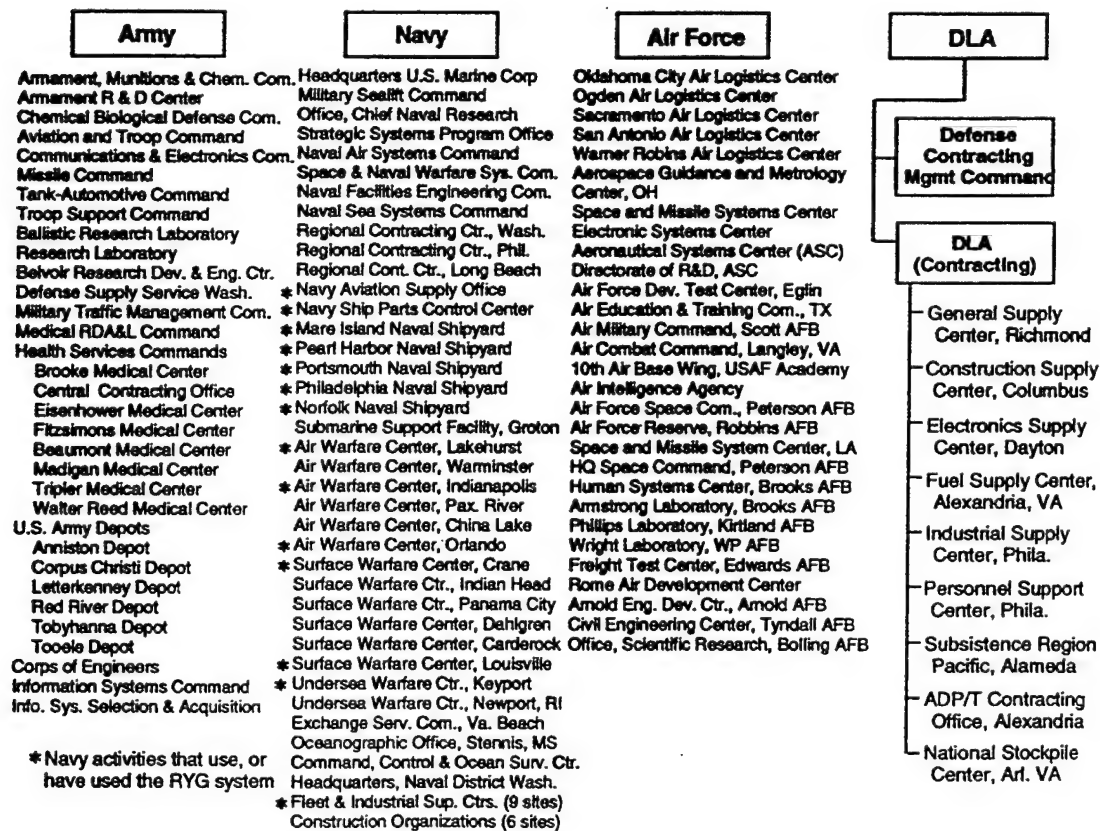 Army
Armament, Munitions & Chem. Com.
Armament R & D Center
Chemical Biological Defense Com.
Aviation and Troop Command
Communications & Electronics Com.
Missile Command
Tank-Automotive Command
Troop Support Command
Ballistic Research Laboratory
Research Laboratory
Belvoir Research Dev. & Eng. Ctr.
Defense Supply Service Wash.
Military Traffic Management Com.
Medical RDA&L Command
Health Services Commands
Brooke Medical Center
Central Contracting Office
Eisenhower Medical Center
Fitzsimons Medical Center
Beaumont Medical Center
Madigan Medical Center
Tripler Medical Center
Walter Reed Medical Center
U.S. Army Depots
Anniston Depot
Corpus Christi Depot
Letterkenney Depot
Red River Depot
Tobyhanna Depot
Tooele Depot
Corps of Engineers
Information Systems Command
Info. Sys. Selection & Acquisition
* Navy activities that use, or
have used the RYG system
Navy
Headquarters U.S. Marine Corp
Military Sealift Command
Office, Chief Naval Research
Strategic Systems Program Office
Naval Air Systems Command
Space & Naval Warfare Sys. Com.
Naval Facilities Engineering Com.
Naval Sea Systems Command
Regional Contracting Ctr., Wash.
Regional Contracting Ctr., Phil.
Regional Cont. Ctr., Long Beach
* Navy Aviation Supply Office
* Navy Ship Parts Control Center
* Mare Island Naval Shipyard
* Pearl Harbor Naval Shipyard
* Portsmouth Naval Shipyard
* Philadelphia Naval Shipyard
* Norfolk Naval Shipyard
Submarine Support Facility, Groton
* Air Warfare Center, Lakehurst
Air Warfare Center, Warminster
* Air Warfare Center, Indianapolis
Air Warfare Center, Pax. River
Air Warfare Center, China Lake
* Air Warfare Center, Orlando
* Surface Warfare Center, Crane
Surface Warfare Ctr., Indian Head
Surface Warfare Ctr., Panama City
Surface Warfare Center, Dahlgren
Surface Warfare Center, Carderock
* Surface Warfare Center, Louisville
* Undersea Warfare Ctr., Keyport
Undersea Warfare Ctr., Newport, RI
Exchange Serv. Com., Va. Beach
Oceanographic Office, Stennis, MS
Command, Control & Ocean Surv. Ctr.
Headquarters, Naval District Wash.
* Fleet & Industrial Sup. Ctrs. (9 sites)
Construction Organizations (6 sites)
Air Force
Oklahoma City Air Logistics Center
Ogden Air Logistics Center
Sacramento Air Logistics Center
San Antonio Air Logistics Center
Warner Robins Air Logistics Center
Aerospace Guidance and Metrology
Center, OH
Space and Missile Systems Center
Electronic Systems Center
Aeronautical Systems Center (ASC)
Directorate of R&D, ASC
Air Force Dev. Test Center, Eglin
Air Education & Training Com., TX
Air Military Command, Scott AFB
Air Combat Command, Langley, VA
10th Air Base Wing, USAF Academy
Air Intelligence Agency
Air Force Space Com., Peterson AFB
Air Force Reserve, Robbins AFB
Space and Missile System Center, LA
HQ Space Command, Peterson AFB
Human Systems Center, Brooks AFB
Armstrong Laboratory, Brooks AFB
Phillips Laboratory, Kirtland AFB
Wright Laboratory, WP AFB
Freight Test Center, Edwards AFB
Rome Air Development Center
Arnold Eng. Dev. Ctr., Arnold AFB
Civil Engineering Center, Tyndall AFB
Office, Scientific Research, Bolling AFB
DLA
Defense
Contracting
Mgmt Command
DLA
(Contracting)
General Supply
Center, Richmond
Construction Supply
Center, Columbus
Electronics Supply
Center, Dayton
Fuel Supply Center,
Alexandria, VA
Industrial Supply
Center, Phila.
Personnel Support
Center, Phila.
Subsistence Region
Pacific, Alameda
ADP/T Contracting
Office, Alexandria
National Stockpile
Center, Arl. VA